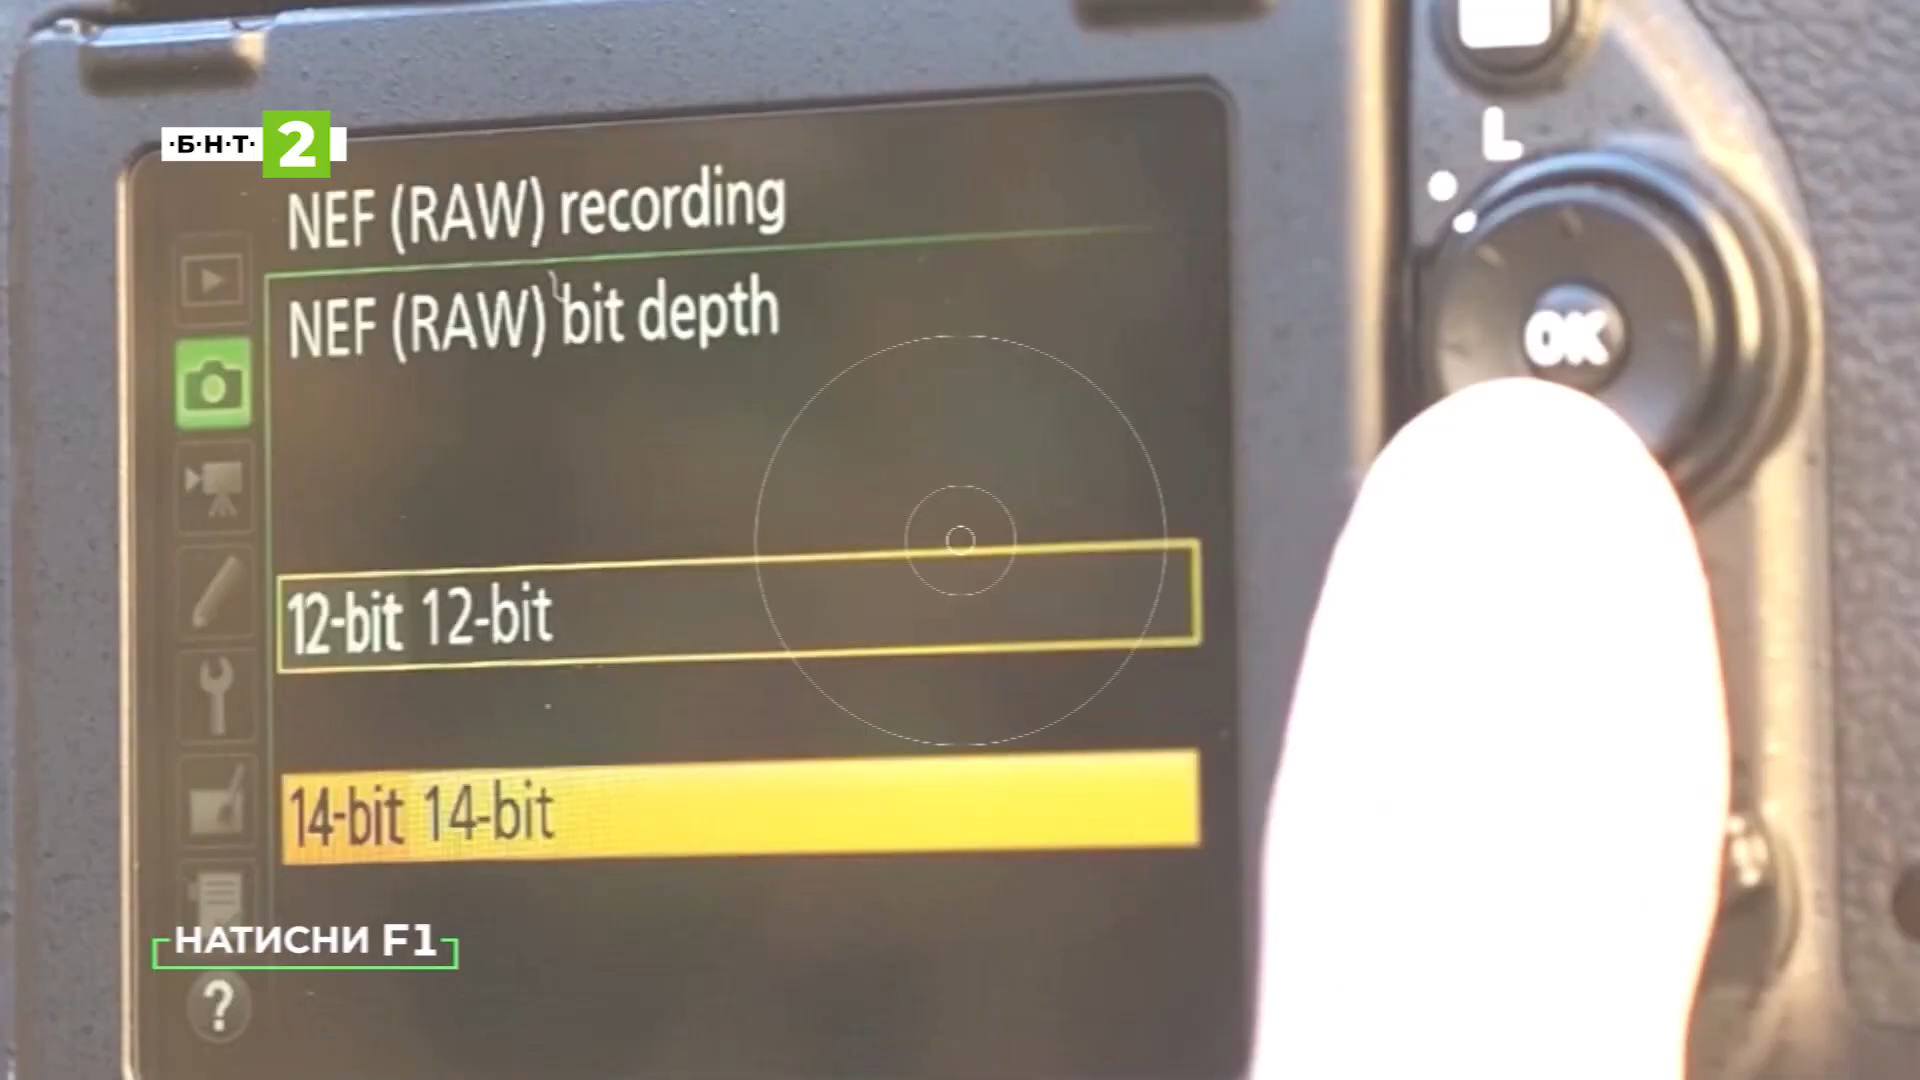 ·Б·Н·Т· 2
L
NEF (RAW) recording
NEF (RAW) bit depth
OK
12-bit 12-bit
14-bit 14-bit
НАТИСНИ F1
?